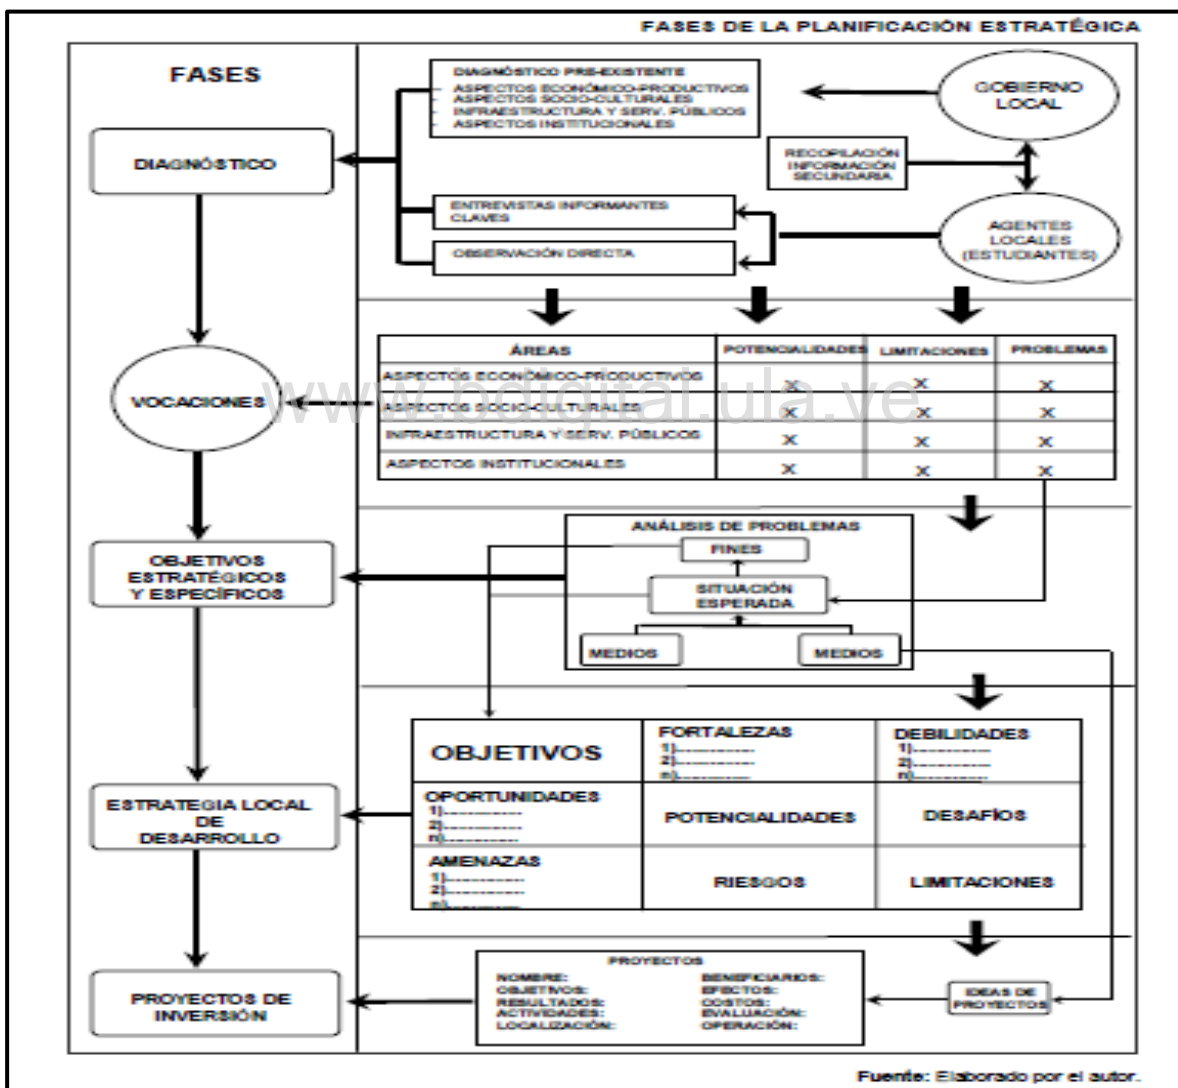 FASES DE LA PLANIFICACIÓN ESTRATÉGICA
FASES
DIAGNÓSTICO
VOCACIONES
OBJETIVOS
ESTRATÉGICOS
Y ESPECÍFICOS
ESTRATEGIA LOCAL
DE
DESARROLLO
PROYECTOS DE
INVERSIÓN
DIAGNÓSTICO PRE-EXISTENTE
- ASPECTOS ECONÓMICO-PRODUCTIVOS
- ASPECTOS SOCIO-CULTURALES
- INFRAESTRUCTURA Y SERV. PÚBLICOS
- ASPECTOS INSTITUCIONALES
GOBIERNO
LOCAL
RECOPILACIÓN
INFORMACIÓN
SECUNDARIA
ENTREVISTAS INFORMANTES
CLAVES
OBSERVACIÓN DIRECTA
AGENTES
LOCALES
(ESTUDIANTES)
ÁREAS POTENCIALIDADES LIMITACIONES PROBLEMAS
ASPECTOS ECONÓMICO-PRODUCTIVOS X X X
ASPECTOS SOCIO-CULTURALES X X X
INFRAESTRUCTURA Y SERV. PÚBLICOS X X X
ASPECTOS INSTITUCIONALES X X X
www.bdigital.ula.ve
ANÁLISIS DE PROBLEMAS
FINES
SITUACIÓN
ESPERADA
MEDIOS MEDIOS
OBJETIVOS
FORTALEZAS
1)..................
2)..................
n)..................
DEBILIDADES
1)..................
2)..................
n)..................
OPORTUNIDADES
1)..................
2)..................
n)..................
POTENCIALIDADES
DESAFÍOS
AMENAZAS
1)..................
2)..................
n)..................
RIESGOS
LIMITACIONES
PROYECTOS
NOMBRE: BENEFICIARIOS:
OBJETIVOS: EFECTOS:
RESULTADOS: COSTOS:
ACTIVIDADES: EVALUACIÓN:
LOCALIZACIÓN: OPERACIÓN:
IDEAS DE
PROYECTOS
Fuente: Elaborado por el autor.